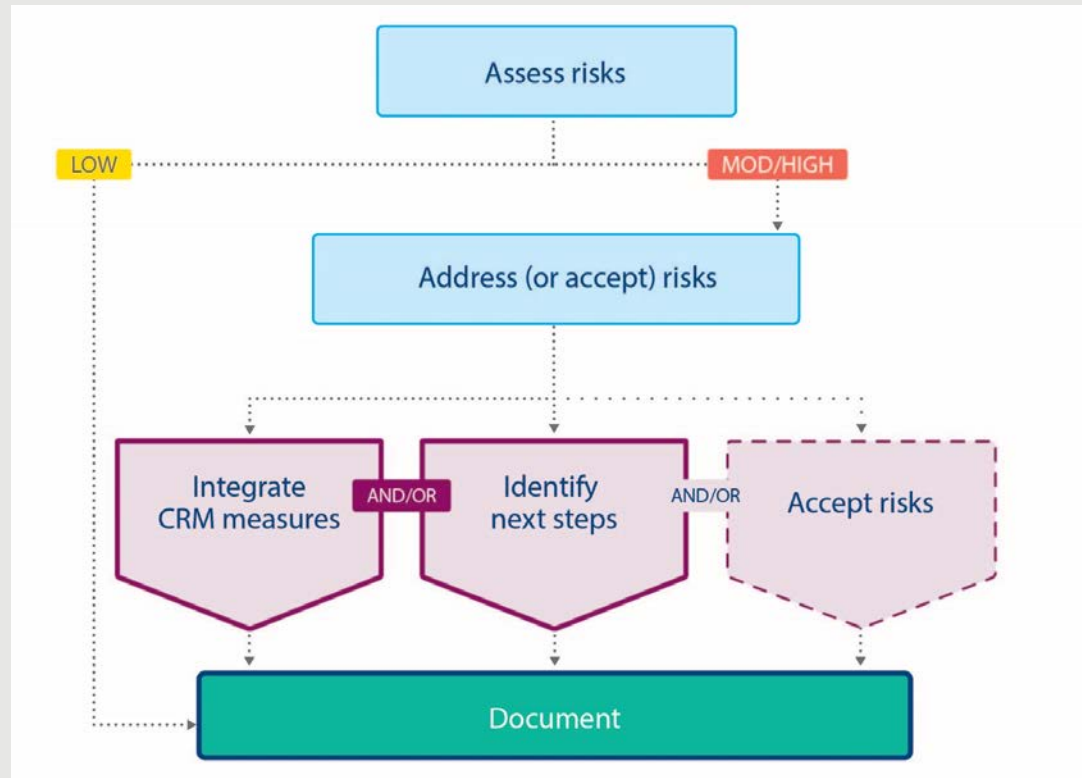 Assess risks
LOW
MOD/HIGH
Address (or accept) risks
Integrate
CRM measures
AND/OR
Identify
next steps
AND/OR
Accept risks
Document